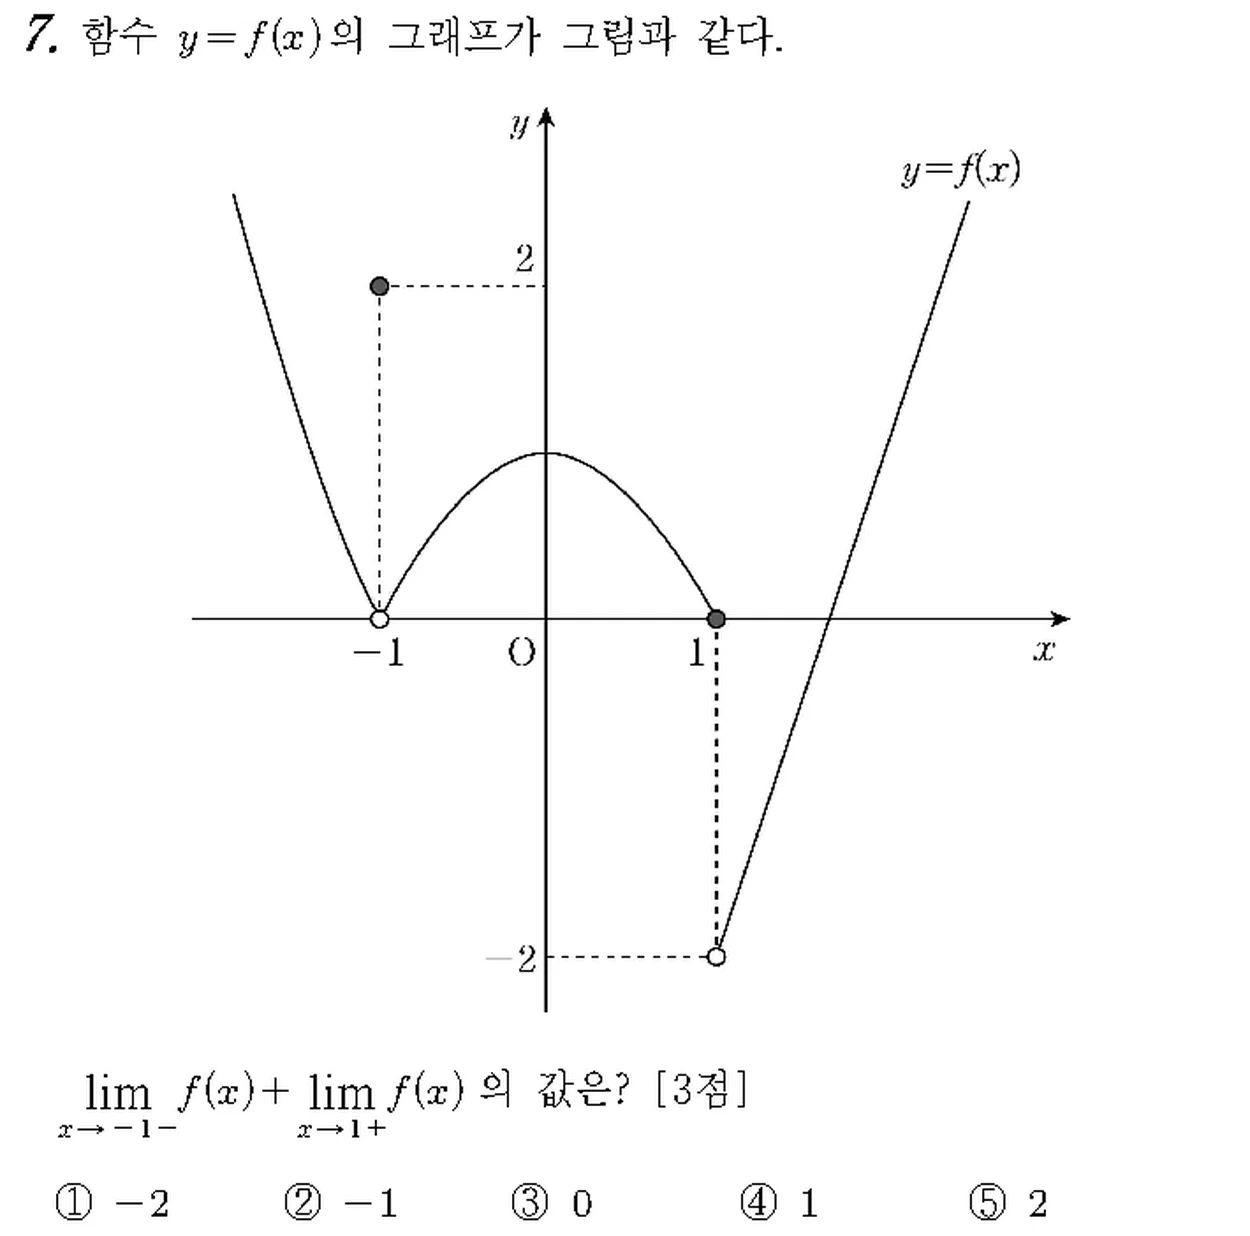 7. 함수 y=f(x)의 그래프가 그림과 같다.
y
y=f(x)
2
-1 O 1 x
-2
lim f(x)+ lim f(x) 의 값은? [3점]
x→-1- x→1+
① -2 ② -1 ③ 0 ④ 1 ⑤ 2